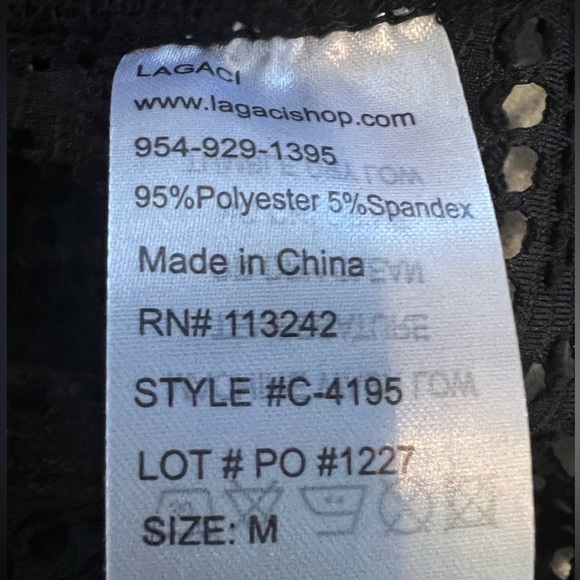 LAGACI
www.lagacishop.com
954-929-1395
95%Polyester 5%Spandex
Made in China
RN# 113242
STYLE #C-4195
LOT # PO #1227
SIZE: M